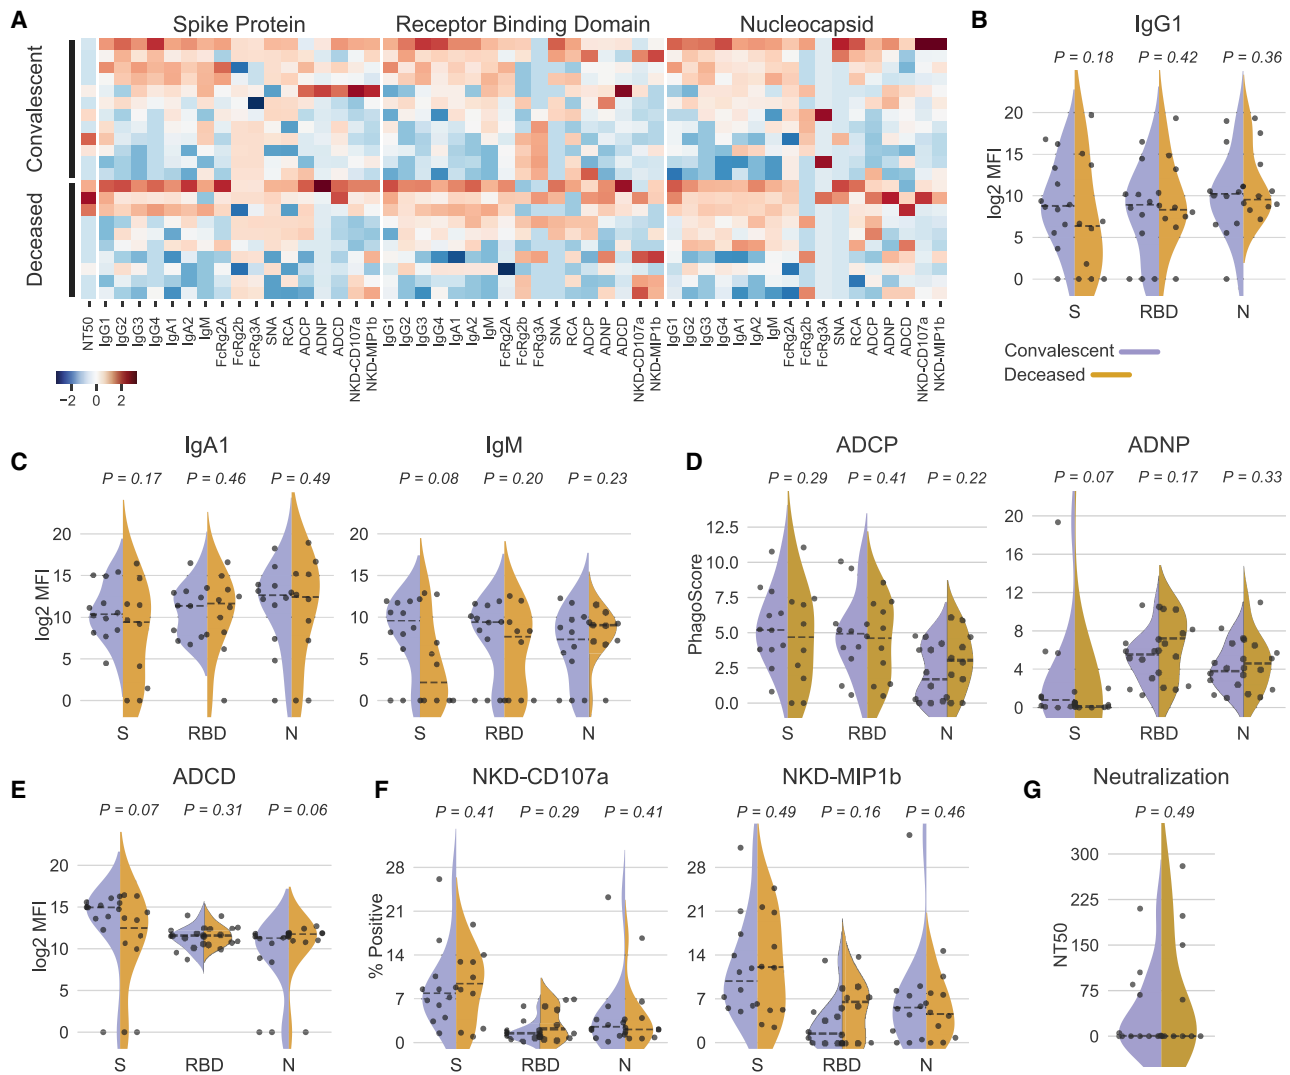 A
Spike Protein
Receptor Binding Domain
Nucleocapsid
Convalescent
Deceased
NT50
IgG1
IgG2
IgG3
IgG4
IgA1
IgA2
IgM
FcRg2A
FcRg2b
FcRg3A
SNA
RCA
ADCP
ADNP
ADCD
NKD-CD107a
NKD-MIP1b
IgG1
IgG2
IgG3
IgG4
IgA1
IgA2
IgM
FcRg2A
FcRg2b
FcRg3A
SNA
RCA
ADCP
ADNP
ADCD
NKD-CD107a
NKD-MIP1b
IgG1
IgG2
IgG3
IgG4
IgA1
IgA2
IgM
FcRg2A
FcRg2b
FcRg3A
SNA
RCA
ADCP
ADNP
ADCD
NKD-CD107a
NKD-MIP1b
−2 0 2
B
IgG1
P = 0.18 P = 0.42 P = 0.36
log2 MFI
20
15
10
5
0
S RBD N
Convalescent
Deceased
C
IgA1
P = 0.17 P = 0.46 P = 0.49
log2 MFI
20
15
10
5
0
S RBD N
IgM
P = 0.08 P = 0.20 P = 0.23
20
15
10
5
0
S RBD N
D
ADCP
P = 0.29 P = 0.41 P = 0.22
PhagoScore
12.5
10.0
7.5
5.0
2.5
0.0
S RBD N
ADNP
P = 0.07 P = 0.17 P = 0.33
20
16
12
8
4
0
S RBD N
E
ADCD
P = 0.07 P = 0.31 P = 0.06
log2 MFI
20
15
10
5
0
S RBD N
F
NKD-CD107a
P = 0.41 P = 0.29 P = 0.41
% Positive
28
21
14
7
0
S RBD N
NKD-MIP1b
P = 0.49 P = 0.16 P = 0.46
28
21
14
7
0
S RBD N
G
Neutralization
P = 0.49
NT50
300
225
150
75
0